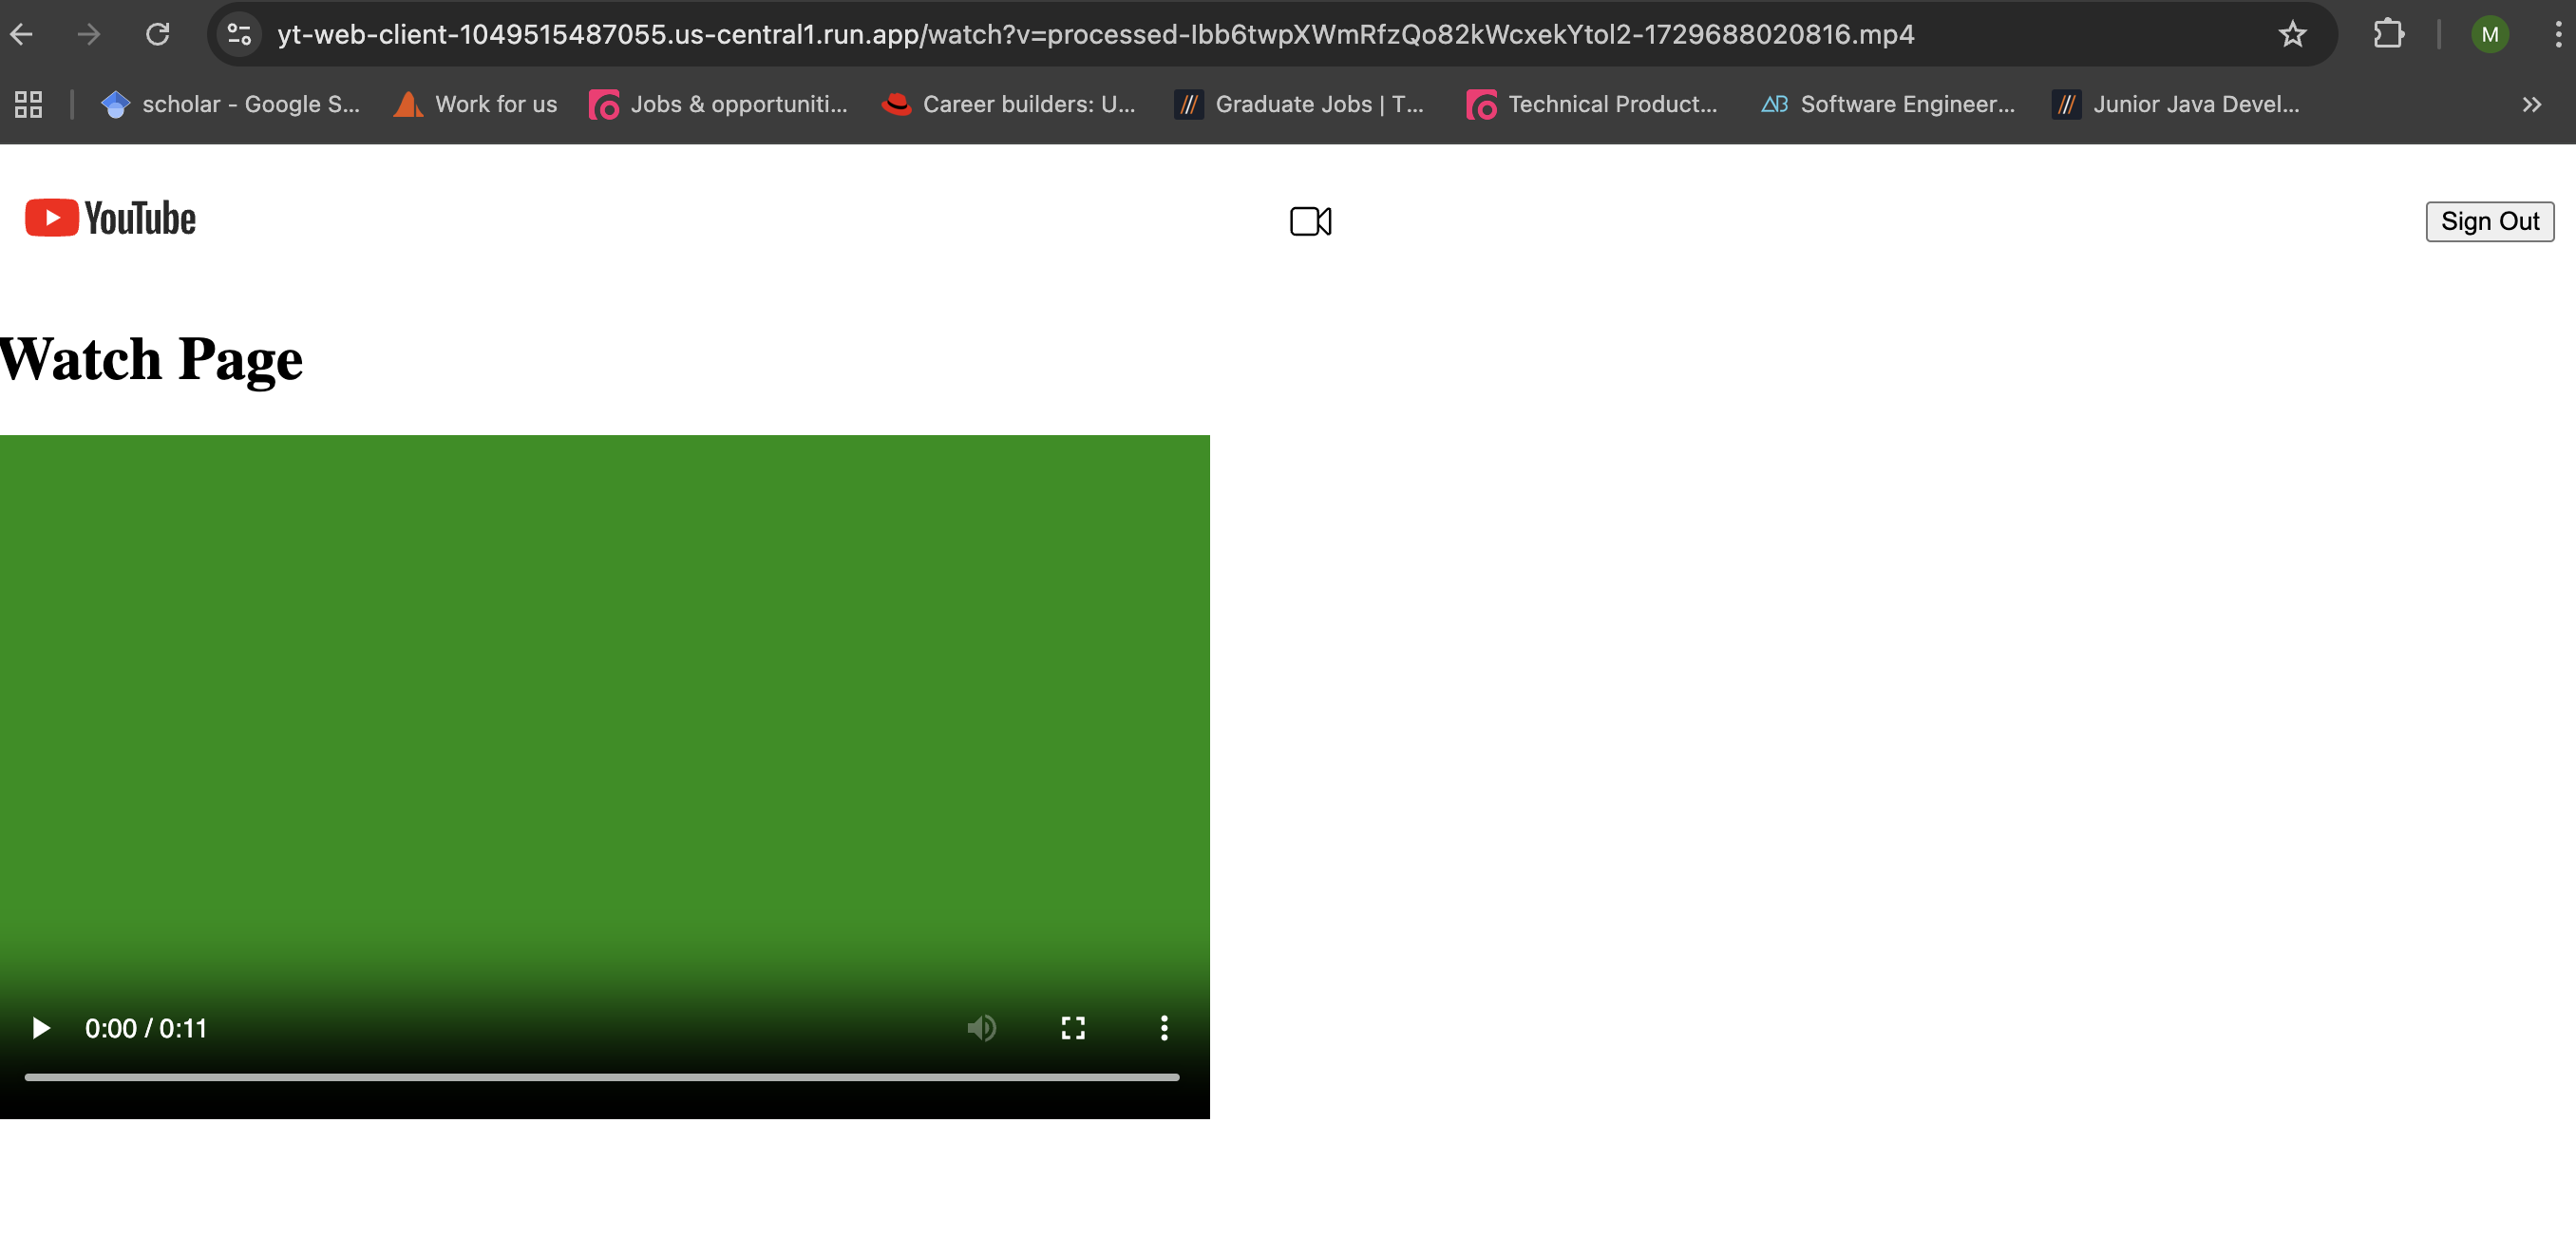 yt-web-client-1049515487055.us-central1.run.app/watch?v=processed-Ibb6twpXWmRfzQo82kWcxekYtol2-1729688020816.mp4
M
scholar - Google S...
Work for us
Jobs & opportuniti...
Career builders: U...
Graduate Jobs | T...
Technical Product...
Software Engineer...
Junior Java Devel...
YouTube
Sign Out
Watch Page
0:00 / 0:11